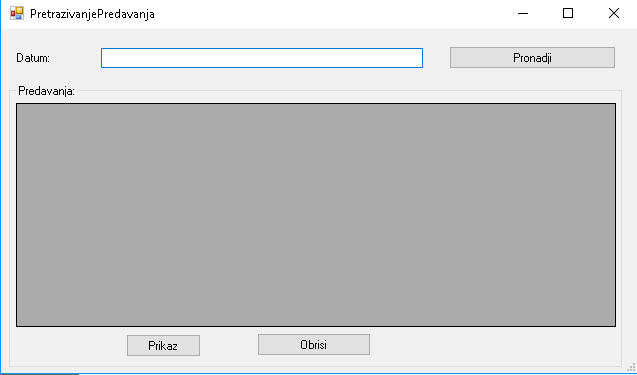 PretrazivanjePredavanja
Datum: Pronadji
Predavanja:
Prikaz Obrisi